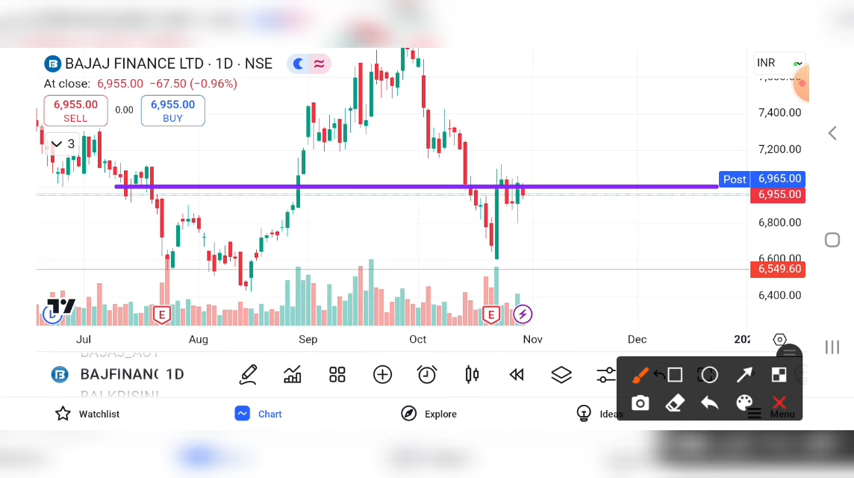 BAJAJ FINANCE LTD · 1D · NSE
INR
At close: 6,955.00 −67.50 (−0.96%)
6,955.00 SELL
0.00
6,955.00 BUY
3
7,400.00
7,200.00
Post 6,965.00
6,955.00
6,800.00
6,600.00
6,549.60
6,400.00
E
E
Jul Aug Sep Oct Nov Dec
BAJFINANC 1D
Watchlist Chart Explore Ideas Menu